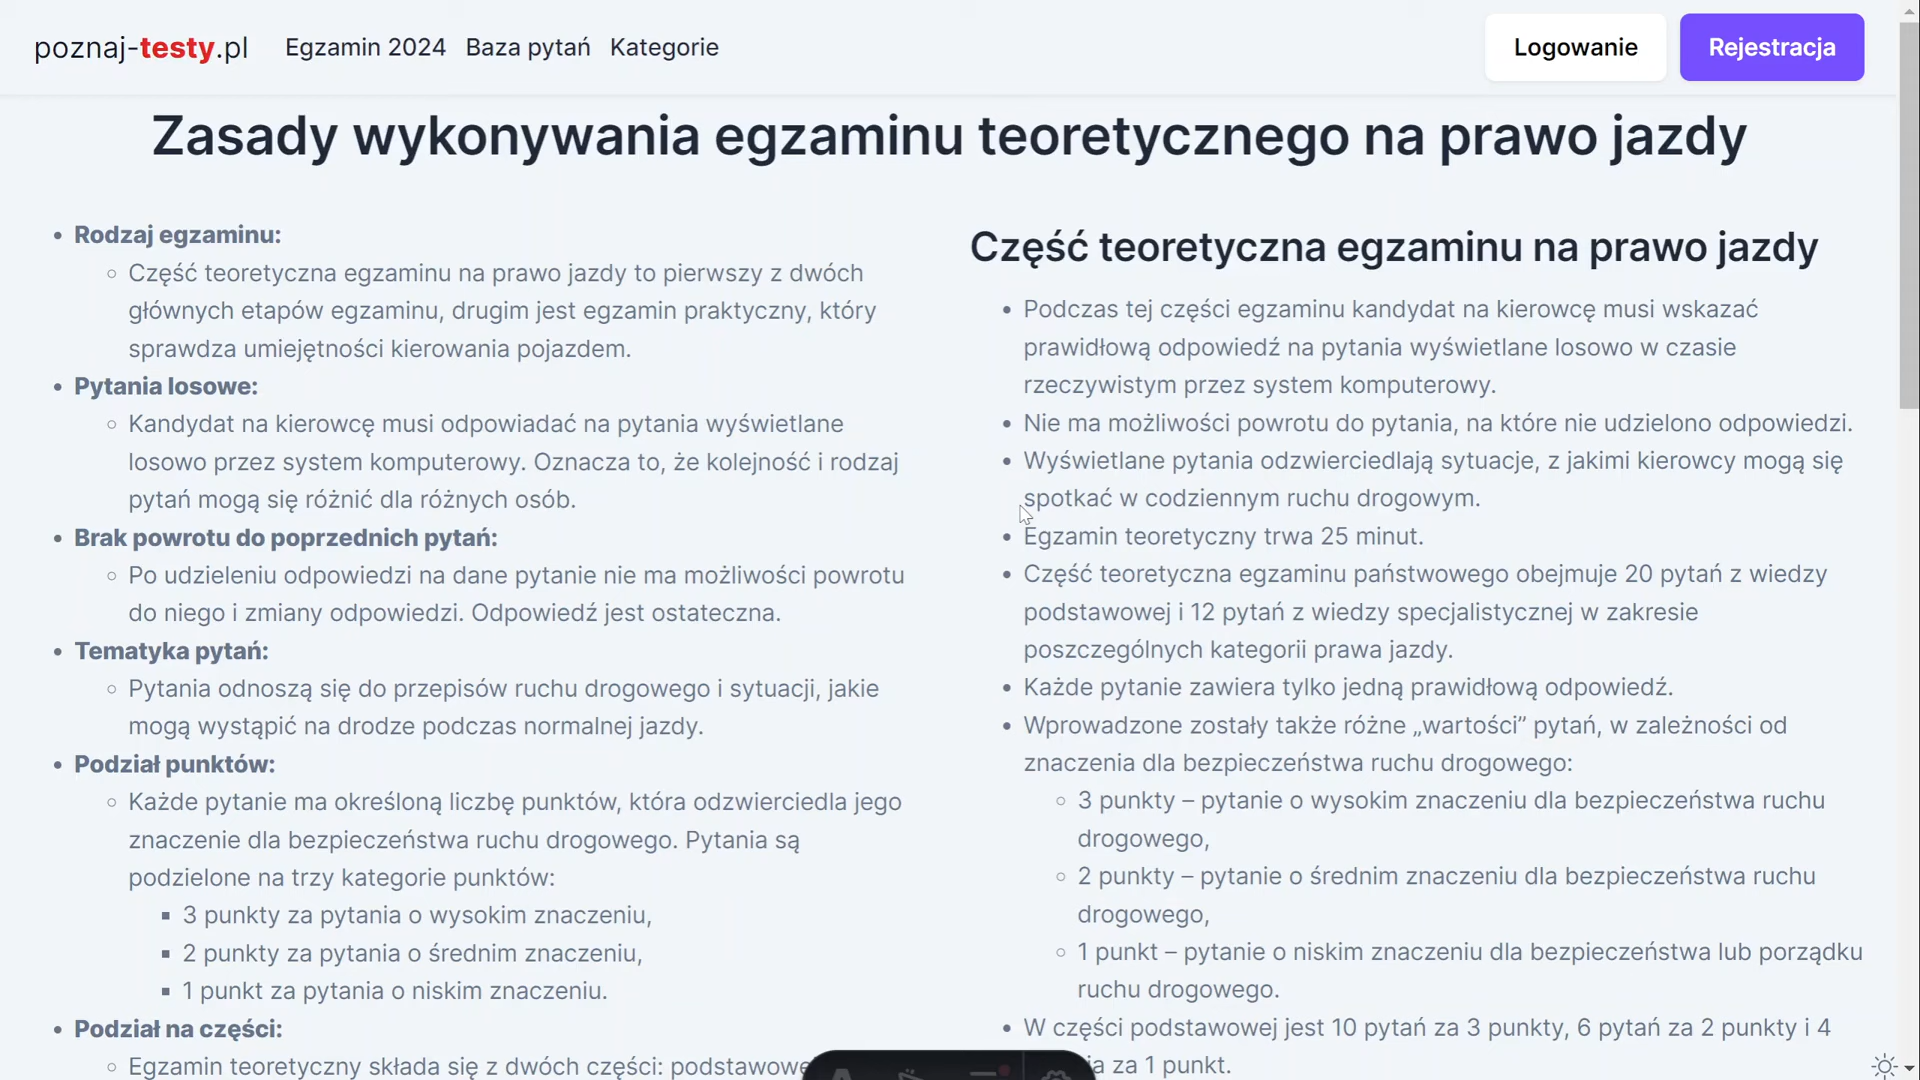 poznaj-testy.pl
Egzamin 2024
Baza pytań
Kategorie
Logowanie
Rejestracja
Zasady wykonywania egzaminu teoretycznego na prawo jazdy
Rodzaj egzaminu:
Część teoretyczna egzaminu na prawo jazdy to pierwszy z dwóch
głównych etapów egzaminu, drugim jest egzamin praktyczny, który
sprawdza umiejętności kierowania pojazdem.
Pytania losowe:
Kandydat na kierowcę musi odpowiadać na pytania wyświetlane
losowo przez system komputerowy. Oznacza to, że kolejność i rodzaj
pytań mogą się różnić dla różnych osób.
Brak powrotu do poprzednich pytań:
Po udzieleniu odpowiedzi na dane pytanie nie ma możliwości powrotu
do niego i zmiany odpowiedzi. Odpowiedź jest ostateczna.
Tematyka pytań:
Pytania odnoszą się do przepisów ruchu drogowego i sytuacji, jakie
mogą wystąpić na drodze podczas normalnej jazdy.
Podział punktów:
Każde pytanie ma określoną liczbę punktów, która odzwierciedla jego
znaczenie dla bezpieczeństwa ruchu drogowego. Pytania są
podzielone na trzy kategorie punktów:
3 punkty za pytania o wysokim znaczeniu,
2 punkty za pytania o średnim znaczeniu,
1 punkt za pytania o niskim znaczeniu.
Podział na części:
Egzamin teoretyczny składa się z dwóch części:
Część teoretyczna egzaminu na prawo jazdy
Podczas tej części egzaminu kandydat na kierowcę musi wskazać
prawidłową odpowiedź na pytania wyświetlane losowo w czasie
rzeczywistym przez system komputerowy.
Nie ma możliwości powrotu do pytania, na które nie udzielono odpowiedzi.
Wyświetlane pytania odzwierciedlają sytuacje, z jakimi kierowcy mogą się
spotkać w codziennym ruchu drogowym.
Egzamin teoretyczny trwa 25 minut.
Część teoretyczna egzaminu państwowego obejmuje 20 pytań z wiedzy
podstawowej i 12 pytań z wiedzy specjalistycznej w zakresie
poszczególnych kategorii prawa jazdy.
Każde pytanie zawiera tylko jedną prawidłową odpowiedź.
Wprowadzone zostały także różne „wartości” pytań, w zależności od
znaczenia dla bezpieczeństwa ruchu drogowego:
3 punkty – pytanie o wysokim znaczeniu dla bezpieczeństwa ruchu
drogowego,
2 punkty – pytanie o średnim znaczeniu dla bezpieczeństwa ruchu
drogowego,
1 punkt – pytanie o niskim znaczeniu dla bezpieczeństwa lub porządku
ruchu drogowego.
W części podstawowej jest 10 pytań za 3 punkty, 6 pytań za 2 punkty i 4
za 1 punkt.